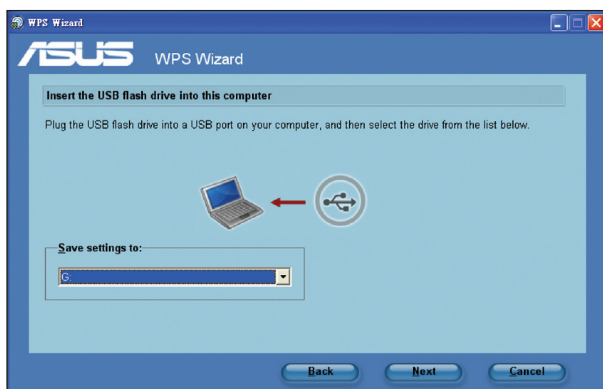 WPS Wizard
ASUS WPS Wizard
Insert the USB flash drive into this computer
Plug the USB flash drive into a USB port on your computer, and then select the drive from the list below.
Save settings to:
G:
Back Next Cancel